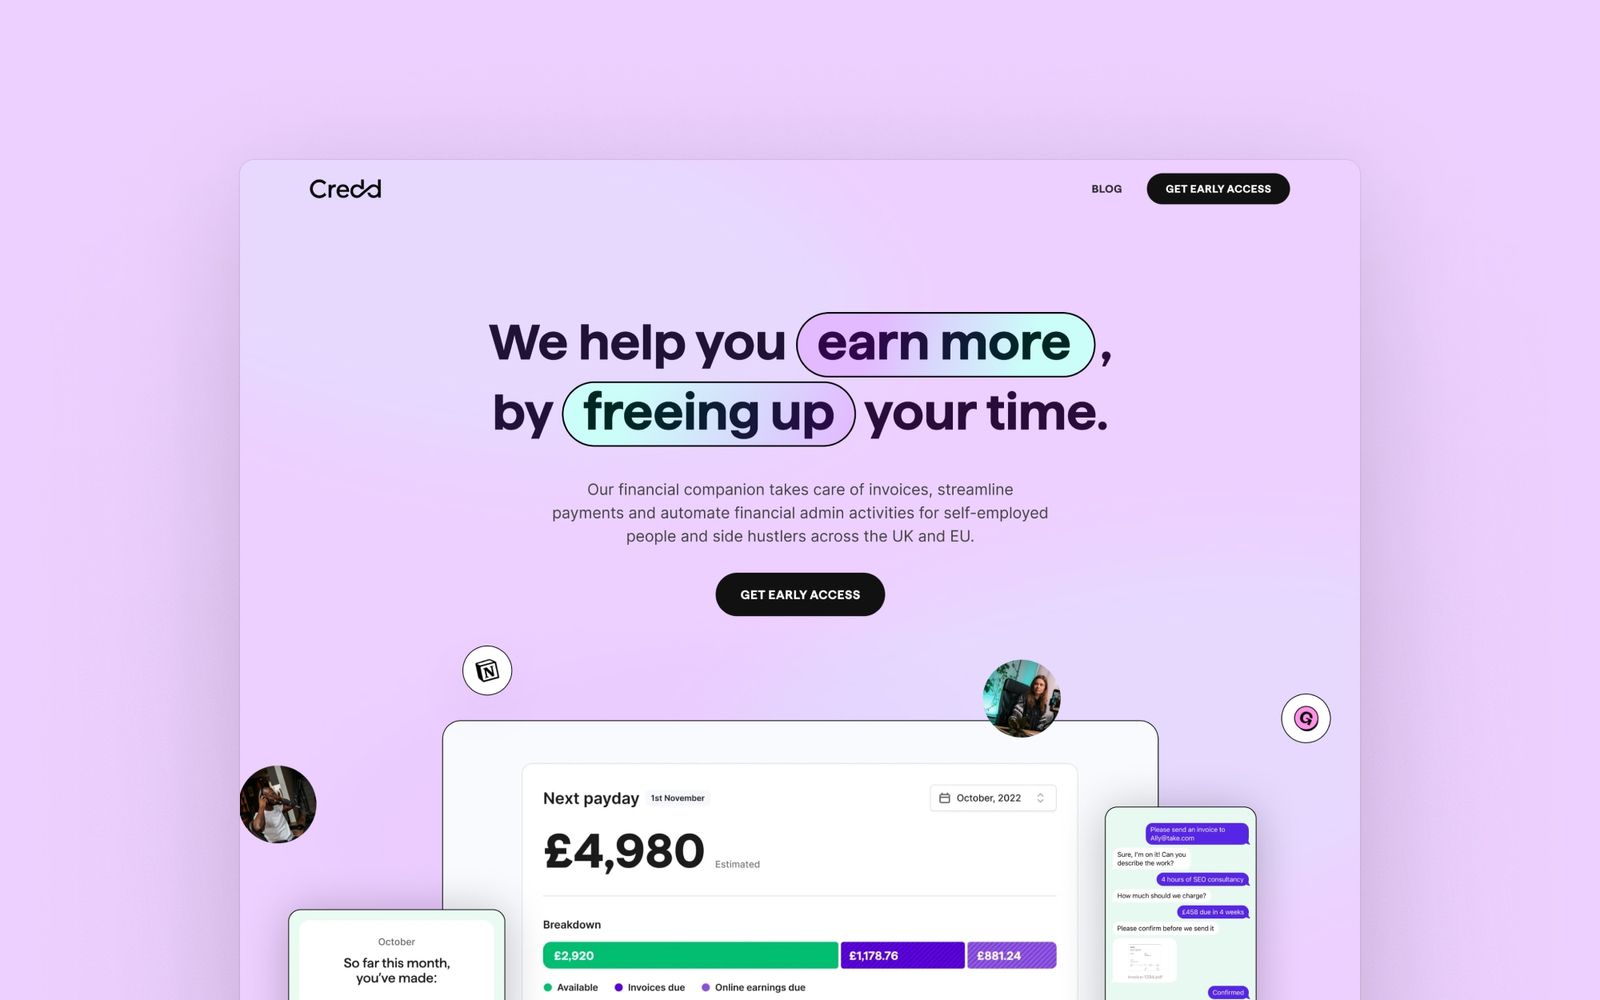 Credd
BLOG
GET EARLY ACCESS
We help you earn more ,
by freeing up your time.
Our financial companion takes care of invoices, streamline
payments and automate financial admin activities for self-employed
people and side hustlers across the UK and EU.
GET EARLY ACCESS
N
G
Next payday
1st November
October, 2022
£4,980
Estimated
Breakdown
£2,920
£1,178.76
£881.24
Available
Invoices due
Online earnings due
October
So far this month,
you've made:
Please send an invoice to
Ally@take.com
Sure, I'm on it! Can you
describe the work?
4 hours of SEO consultancy
How much should we charge?
£458 due in 4 weeks
Please confirm before we send it
Confirmed